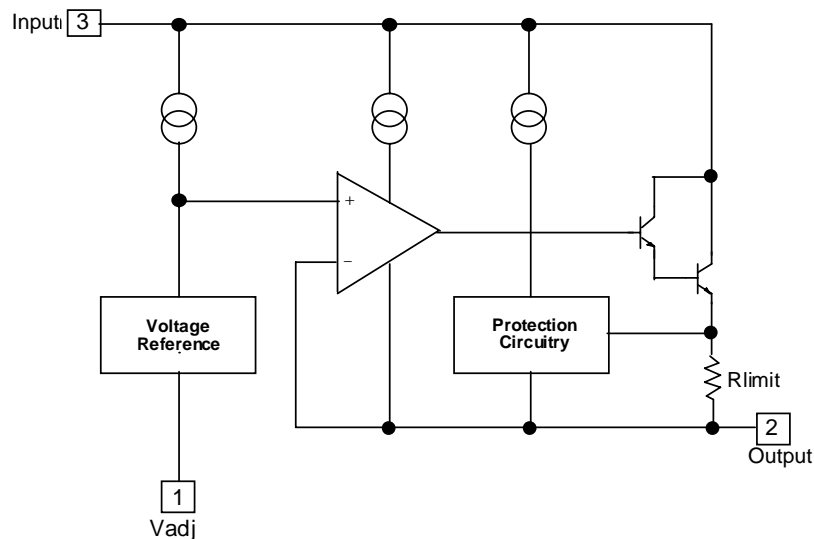 Input
3
+
−
Voltage
Reference
Protection
Circuitry
Rlimit
2
Output
1
Vadj